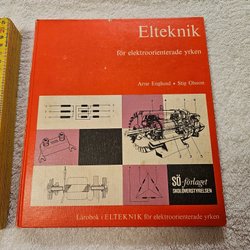 Elteknik
för elektroorienterade yrken
Arne Englund • Stig Olsson
SÖ-förlaget
SKOLÖVERSTYRELSEN
Lärobok i ELTEKNIK för elektroorienterade yrken